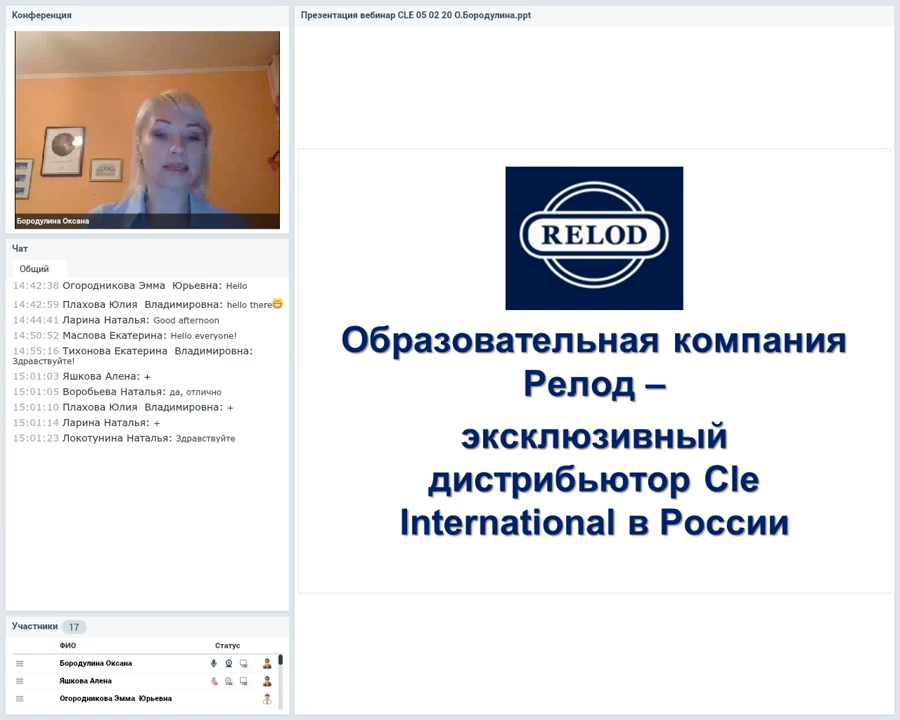 Конференция
Бородулина Оксана
Чат
Общий
14:42:38 Огородникова Эмма Юрьевна: Hello
14:42:59 Плахова Юлия Владимировна: hello there
14:44:41 Ларина Наталья: Good afternoon
14:50:52 Маслова Екатерина: Hello everyone!
14:55:16 Тихонова Екатерина Владимировна:
Здравствуйте!
15:01:03 Яшкова Алена: +
15:01:05 Воробьева Наталья: да, отлично
15:01:10 Плахова Юлия Владимировна: +
15:01:14 Ларина Наталья: +
15:01:23 Локотунина Наталья: Здравствуйте
Участники 17
ФИО Статус
Бородулина Оксана
Яшкова Алена
Огородникова Эмма Юрьевна
Презентация вебинар CLE 05 02 20 О.Бородулина.ppt
RELOD
Образовательная компания
Релод –
эксклюзивный
дистрибьютор Cle
International в России